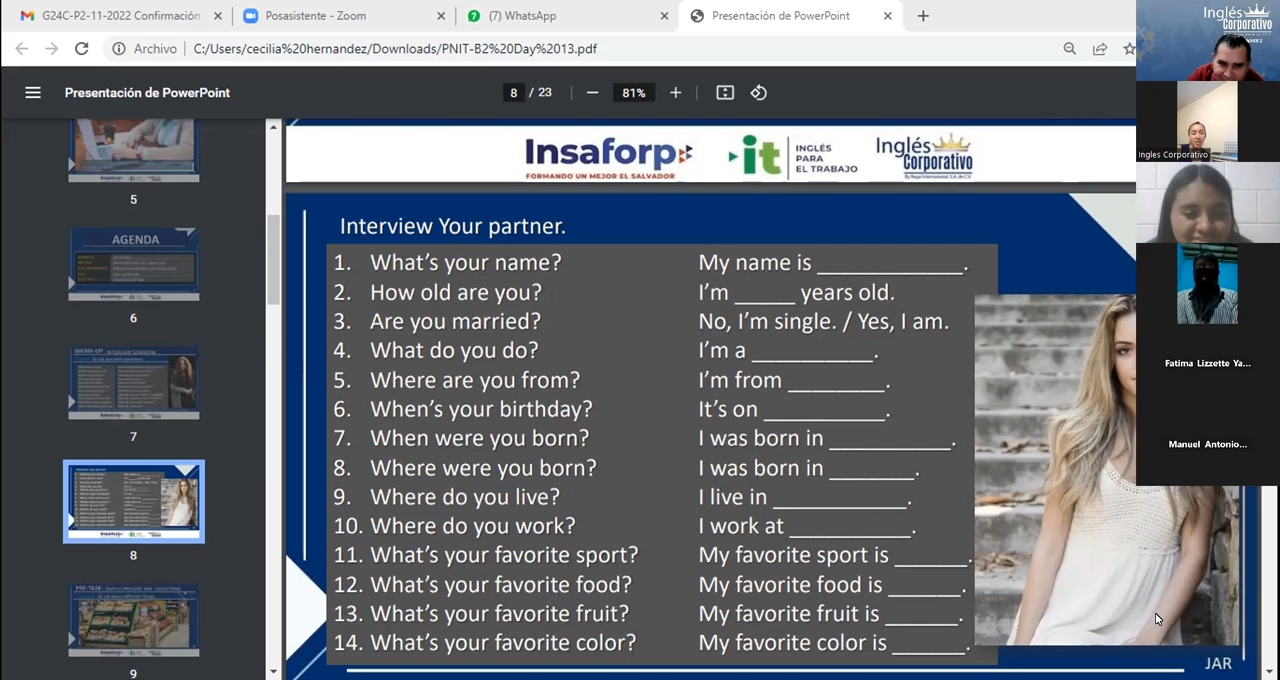 G24C-P2-11-2022 Confirmación
Posasistente - Zoom
(7) WhatsApp
Presentación de PowerPoint
Archivo
C:/Users/cecilia%20hernandez/Downloads/PNIT-B2%20Day%2013.pdf
Presentación de PowerPoint
8 / 23
81%
5
AGENDA
6
7
8
9
Insaforp
FORMANDO UN MEJOR EL SALVADOR
it
INGLÉS
PARA
EL TRABAJO
Inglés
Corporativo
Interview Your partner.
1. What's your name? My name is _____________.
2. How old are you? I'm ______ years old.
3. Are you married? No, I'm single. / Yes, I am.
4. What do you do? I'm a ____________.
5. Where are you from? I'm from __________.
6. When's your birthday? It's on ____________.
7. When were you born? I was born in ____________.
8. Where were you born? I was born in _________.
9. Where do you live? I live in ______________.
10. Where do you work? I work at ____________.
11. What's your favorite sport? My favorite sport is _______.
12. What's your favorite food? My favorite food is _______.
13. What's your favorite fruit? My favorite fruit is _______.
14. What's your favorite color? My favorite color is _______.
JAR
Inglés
Corporativo
Ingles Corporativo
Fatima Lizzette Ya...
Manuel Antonio...